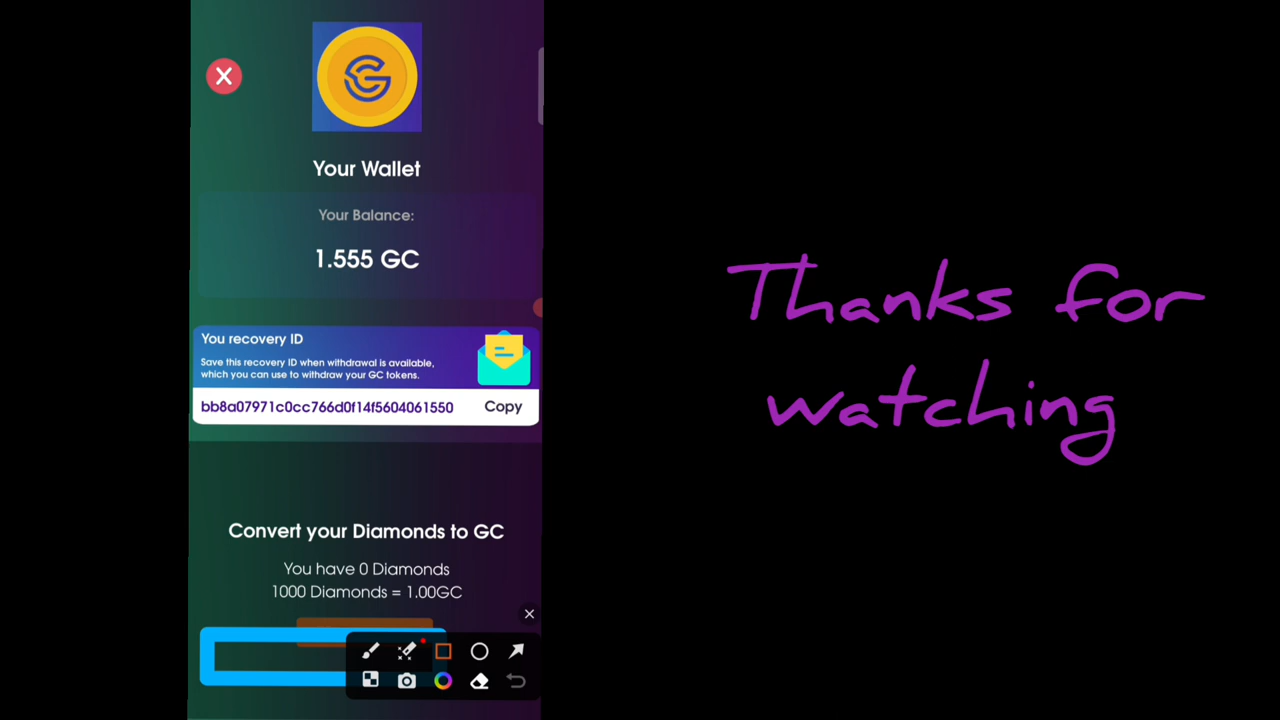 Your Wallet
Your Balance:
1.555 GC
You recovery ID
Save this recovery ID when withdrawal is available,
which you can use to withdraw your GC tokens.
bb8a07971c0cc766d0f14f5604061550 Copy
Convert your Diamonds to GC
You have 0 Diamonds
1000 Diamonds = 1.00GC
Thanks for
watching